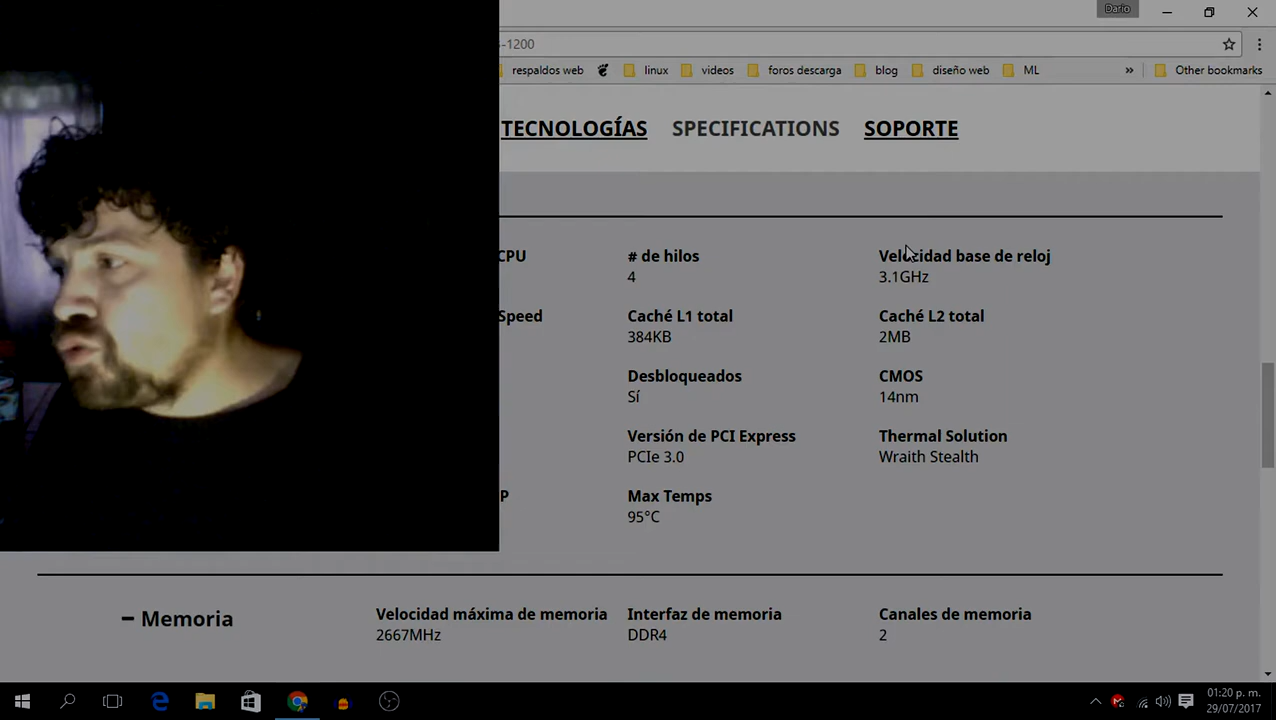 Dario
-1200
respaldos web
linux
videos
foros descarga
blog
diseño web
ML
»
Other bookmarks
TECNOLOGÍAS
SPECIFICATIONS
SOPORTE
CPU
# de hilos
Velocidad base de reloj
4
3.1GHz
Speed
Caché L1 total
Caché L2 total
384KB
2MB
Desbloqueados
CMOS
Sí
14nm
Versión de PCI Express
Thermal Solution
PCIe 3.0
Wraith Stealth
P
Max Temps
95°C
Memoria
Velocidad máxima de memoria
Interfaz de memoria
Canales de memoria
2667MHz
DDR4
2
01:20 p. m.
29/07/2017